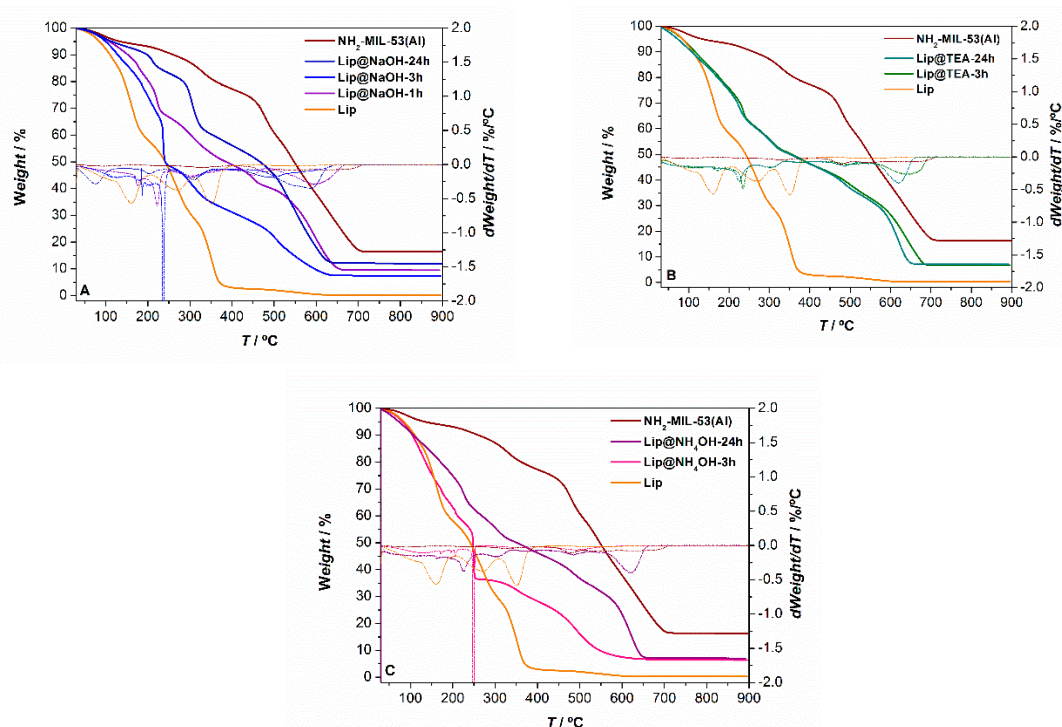 100
90
80
70
60
50
40
30
20
10
0
Weight / %
NH2-MIL-53(Al)
Lip@NaOH-24h
Lip@NaOH-3h
Lip@NaOH-1h
Lip
2.0
1.5
1.0
0.5
0.0
-0.5
-1.0
-1.5
-2.0
dWeight/dT / %/ºC
A
100 200 300 400 500 600 700 800 900
T / ºC
100
90
80
70
60
50
40
30
20
10
0
Weight / %
NH2-MIL-53(Al)
Lip@TEA-24h
Lip@TEA-3h
Lip
2.0
1.5
1.0
0.5
0.0
-0.5
-1.0
-1.5
-2.0
dWeight/dT / %/ºC
B
100 200 300 400 500 600 700 800 900
T / ºC
100
90
80
70
60
50
40
30
20
10
0
Weight / %
NH2-MIL-53(Al)
Lip@NH4OH-24h
Lip@NH4OH-3h
Lip
2.0
1.5
1.0
0.5
0.0
-0.5
-1.0
-1.5
-2.0
dWeight/dT / %/ºC
C
100 200 300 400 500 600 700 800 900
T / ºC